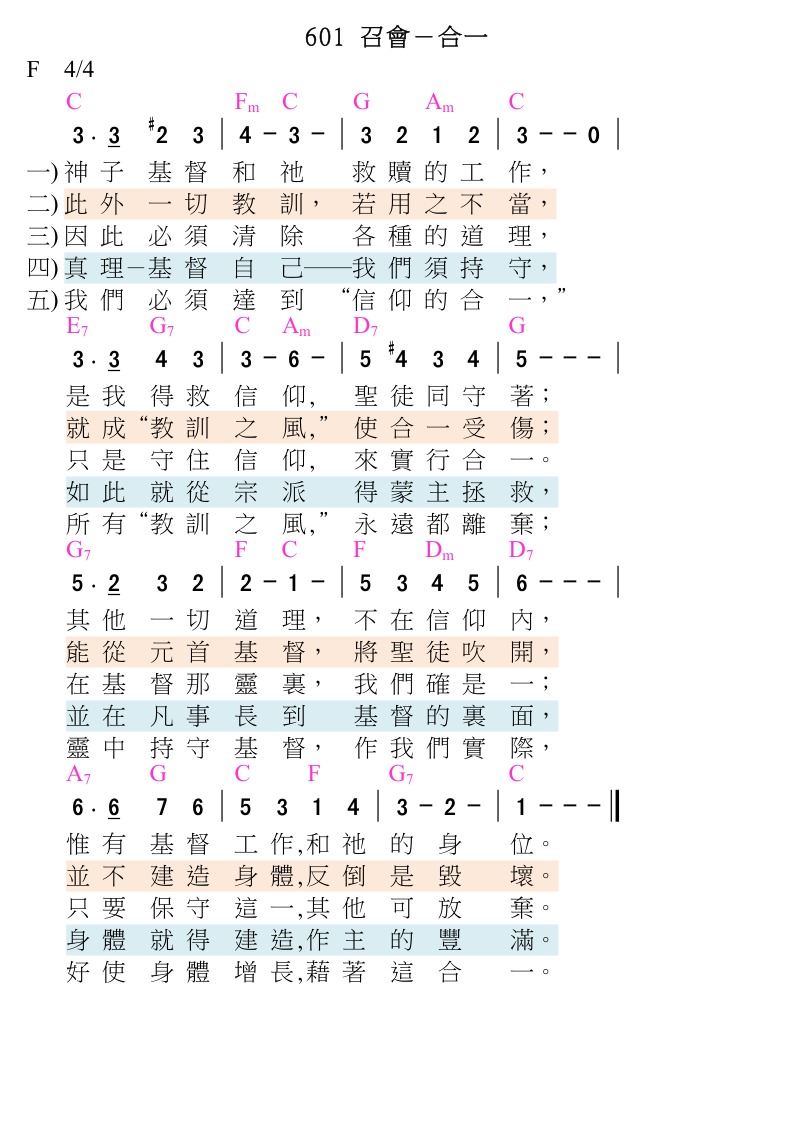 601 召會－合一
F 4/4
C Fm C G Am C
3 · 3 #2 3 | 4 － 3 － | 3 2 1 2 | 3 － － 0 |
一) 神子基督和祂 救贖的工作，
二) 此外一切教訓， 若用之不當，
三) 因此必須清除 各種的道理，
四) 真理－基督自己——我們須持守，
五) 我們必須達到 “信仰的合一，”
E7 G7 C Am D7 G
3 · 3 4 3 | 3 － 6 － | 5 #4 3 4 | 5 － － － |
是我得救信仰, 聖徒同守著；
就成“教訓之風,” 使合一受傷；
只是守住信仰, 來實行合一。
如此就從宗派 得蒙主拯救，
所有“教訓之風,” 永遠都離棄；
G7 F C F Dm D7
5 · 2 3 2 | 2 － 1 － | 5 3 4 5 | 6 － － － |
其他一切道理， 不在信仰內，
能從元首基督， 將聖徒吹開，
在基督那靈裏， 我們確是一；
並在凡事長到 基督的裏面，
靈中持守基督， 作我們實際，
A7 G C F G7 C
6 · 6 7 6 | 5 3 1 4 | 3 － 2 － | 1 － － － ‖
惟有基督工作,和祂的身位。
並不建造身體,反倒是毀壞。
只要保守這一,其他可放棄。
身體就得建造,作主的豐滿。
好使身體增長,藉著這合一。